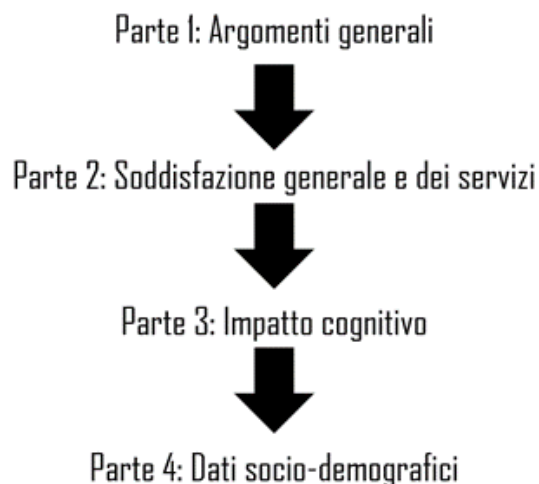 Parte 1: Argomenti generali
Parte 2: Soddisfazione generale e dei servizi
Parte 3: Impatto cognitivo
Parte 4: Dati socio-demografici